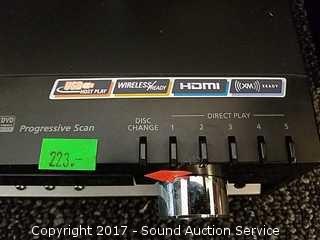 USB HOST PLAY WIRELESS READY HDMI XM READY
DVD Progressive Scan
DISC CHANGE
DIRECT PLAY
1 2 3 4 5
223.-
Copyright 2017 - Sound Auction Service